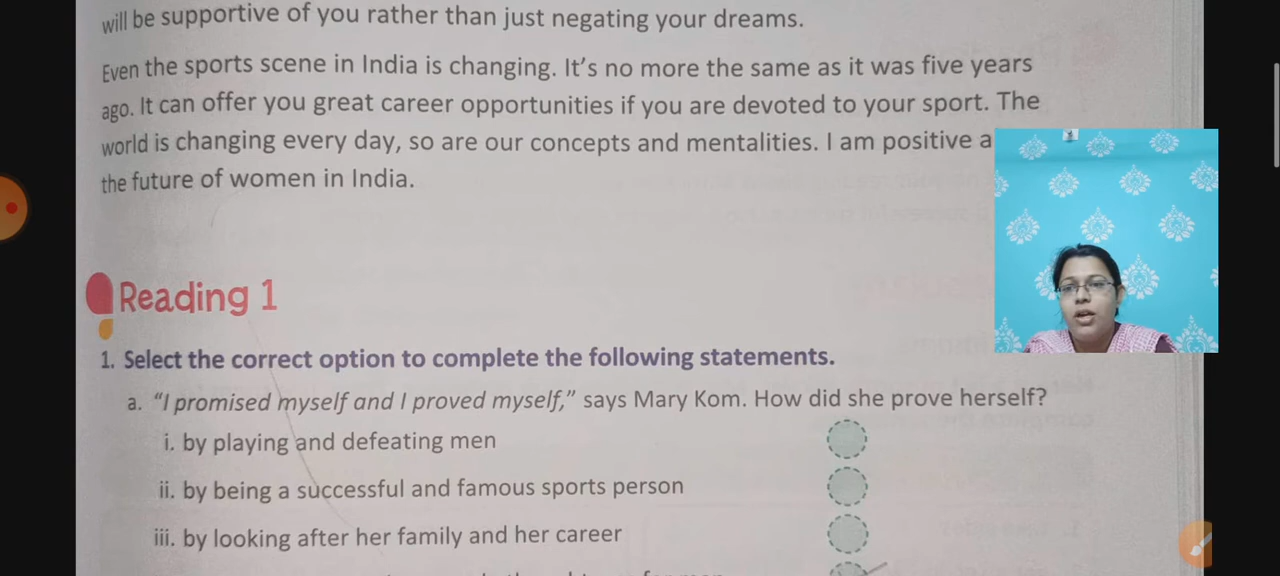 will be supportive of you rather than just negating your dreams.
Even the sports scene in India is changing. It's no more the same as it was five years
ago. It can offer you great career opportunities if you are devoted to your sport. The
world is changing every day, so are our concepts and mentalities. I am positive a
the future of women in India.
Reading 1
1. Select the correct option to complete the following statements.
a. "I promised myself and I proved myself," says Mary Kom. How did she prove herself?
i. by playing and defeating men
ii. by being a successful and famous sports person
iii. by looking after her family and her career